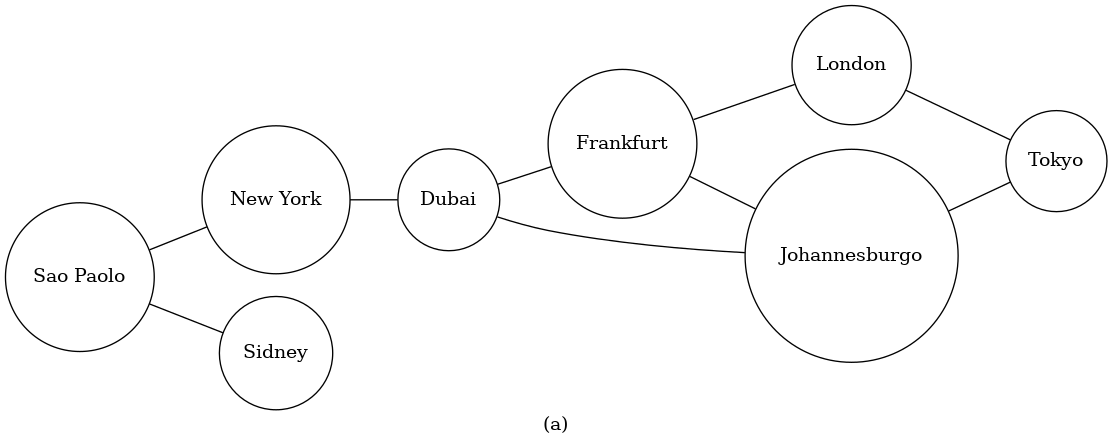 London
Frankfurt
Tokyo
New York
Dubai
Johannesburgo
Sao Paolo
Sidney
(a)